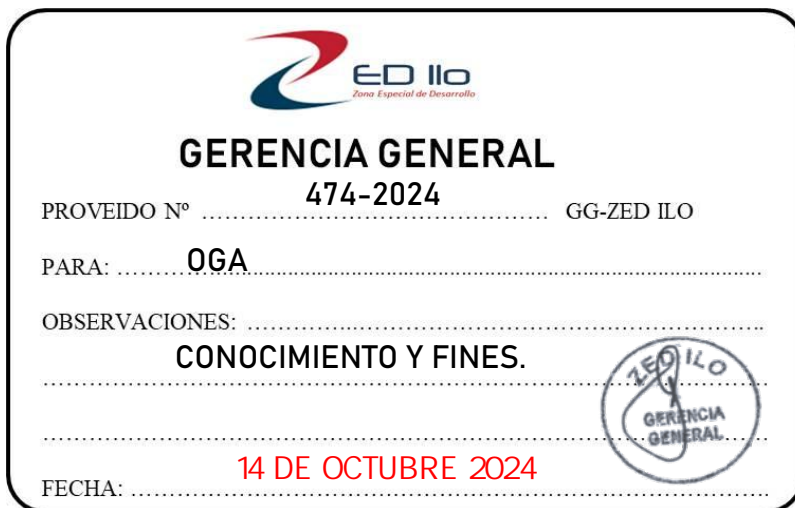 ZED Ilo
Zona Especial de Desarrollo
GERENCIA GENERAL
PROVEIDO Nº ....474-2024.... GG-ZED ILO
PARA: ....OGA....
OBSERVACIONES: ....
CONOCIMIENTO Y FINES.
ZED ILO
GERENCIA
GENERAL
FECHA: ....14 DE OCTUBRE 2024....